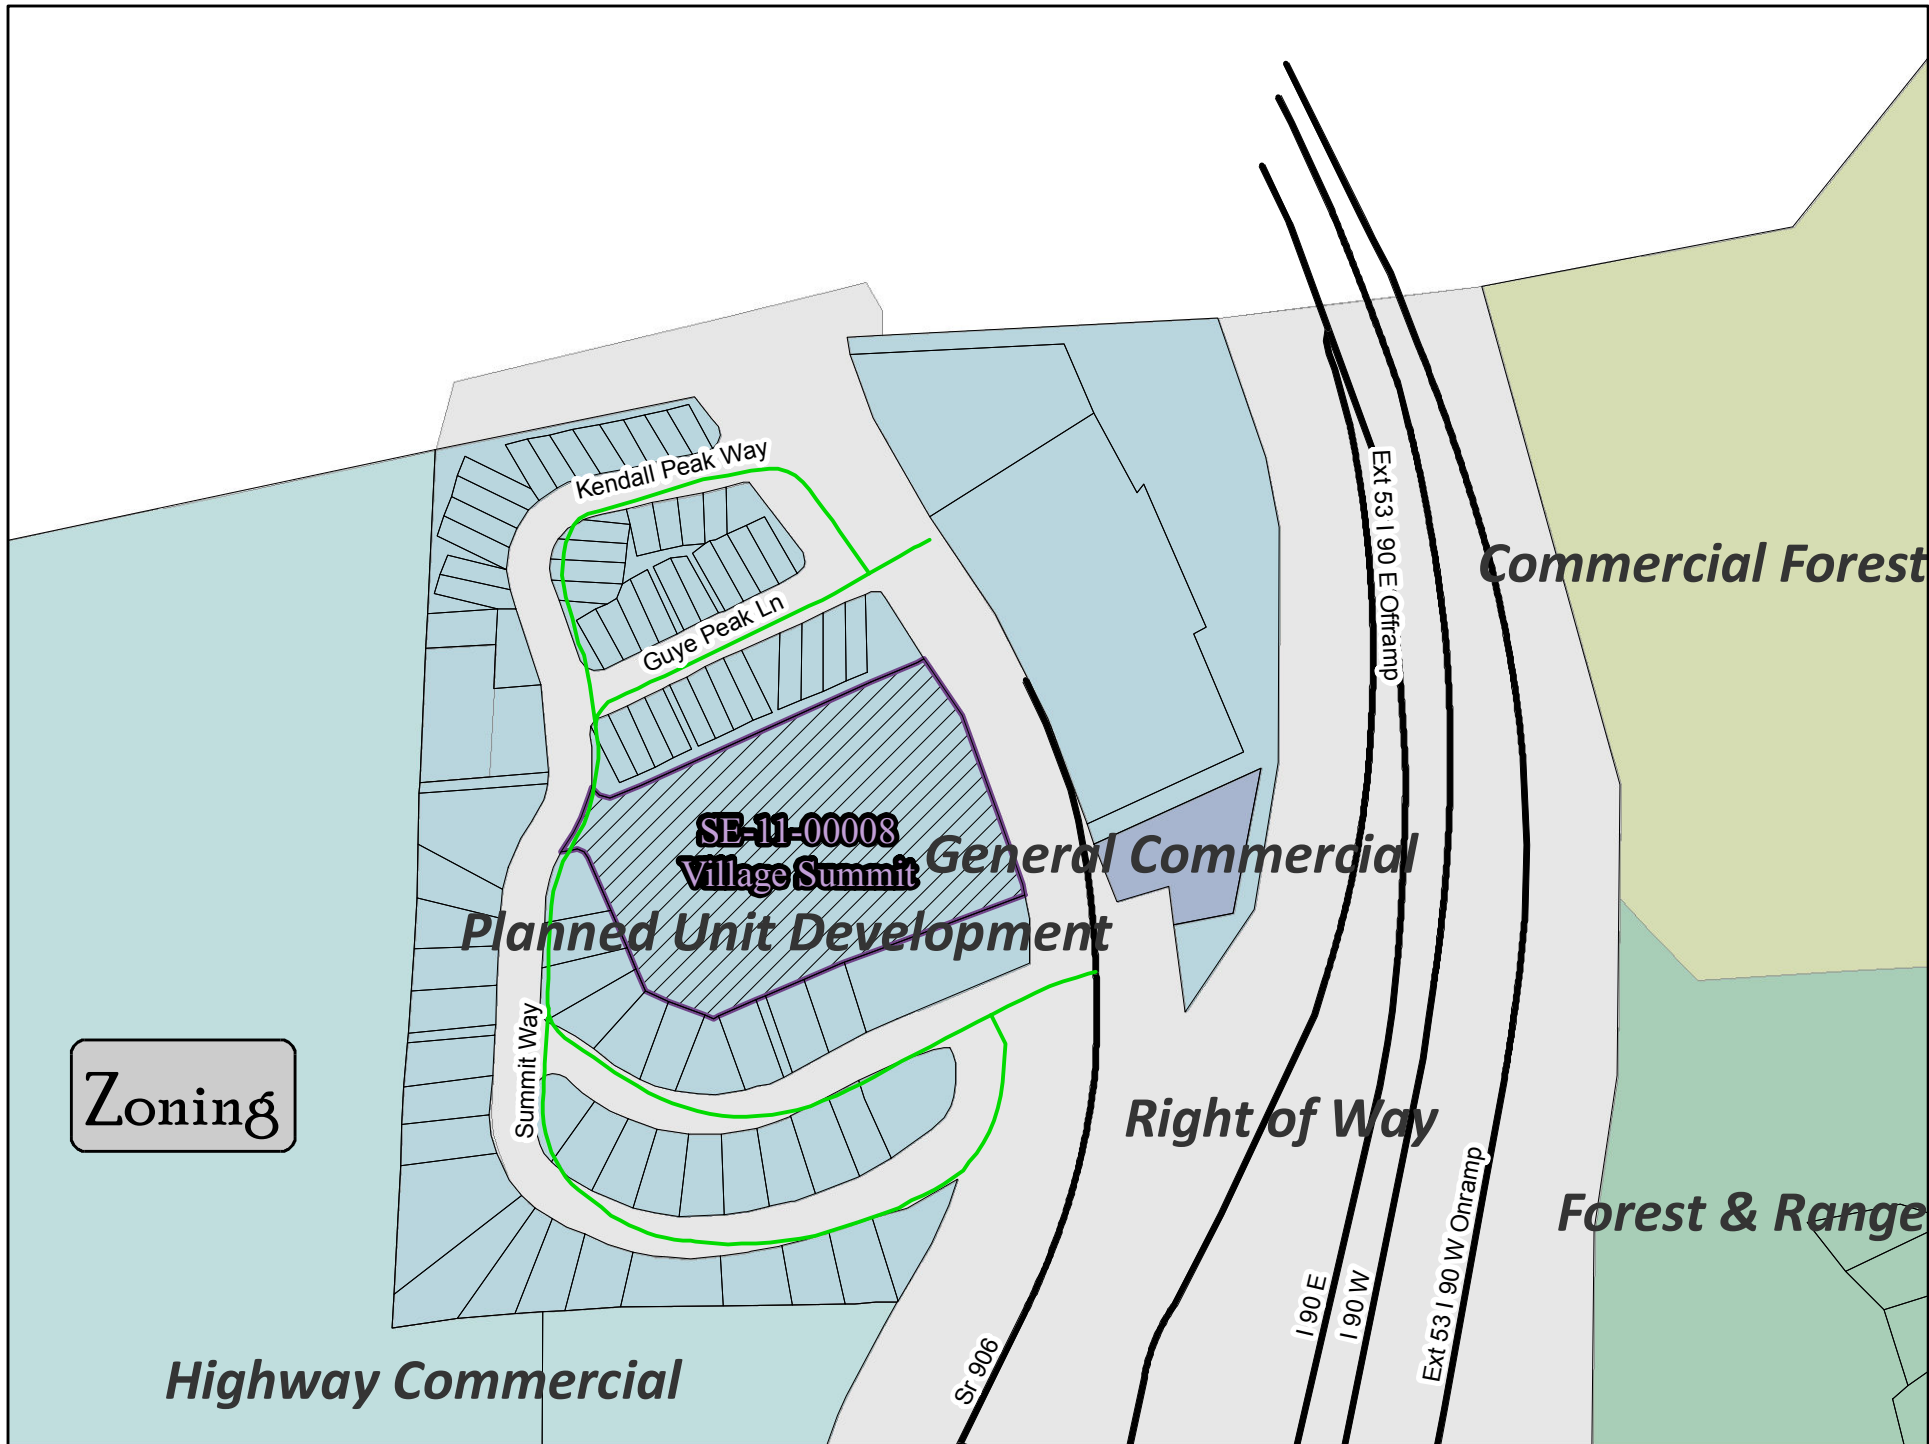 Kendall Peak Way
Ext 53 I 90 E Offramp
Commercial Forest
Guye Peak Ln
SE-11-00008
Village Summit
General Commercial
Planned Unit Development
Summit Way
Zoning
Right of Way
Forest & Range
Ext 53 I 90 W Onramp
I 90 E
I 90 W
Sr 906
Highway Commercial